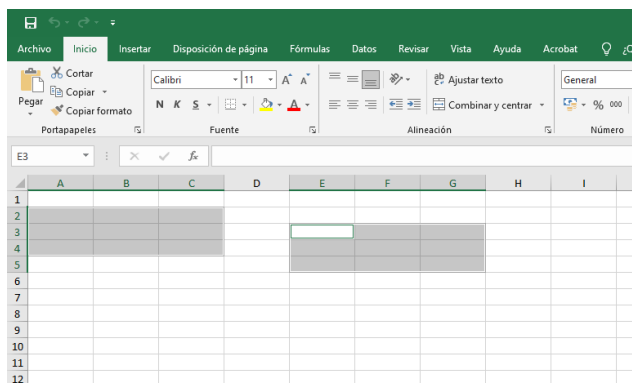 Archivo Inicio Insertar Disposición de página Fórmulas Datos Revisar Vista Ayuda Acrobat
Pegar
Cortar
Copiar
Copiar formato
Portapapeles
Calibri 11 A A
N K S A
Fuente
ab Ajustar texto
Combinar y centrar
Alineación
General
% 000
Número
E3 fx
A B C D E F G H I
1
2
3
4
5
6
7
8
9
10
11
12